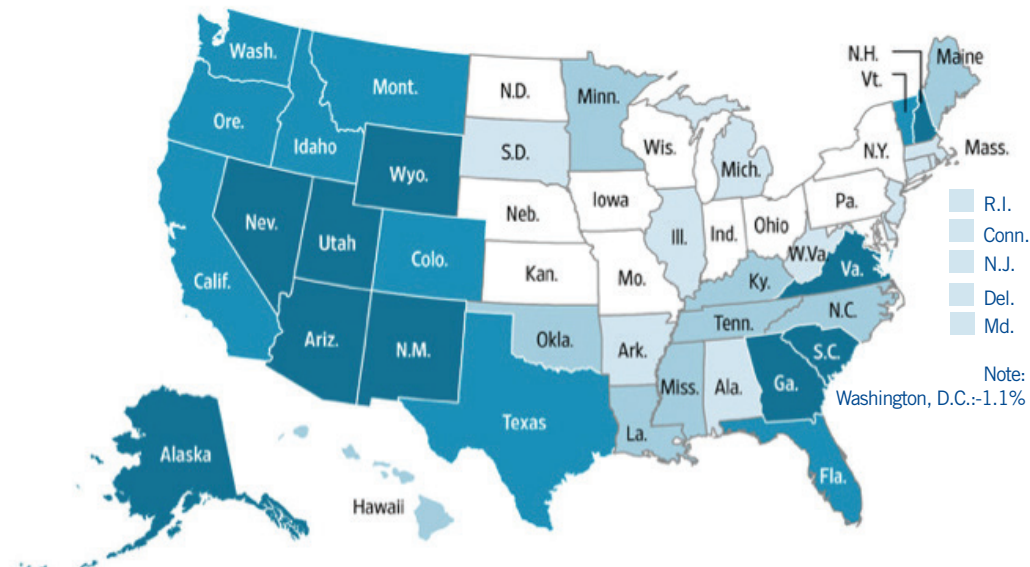 Wash.
Mont.
N.D.
Minn.
N.H.
Maine
Vt.
Ore.
Idaho
S.D.
Wis.
Mich.
N.Y.
Mass.
Wyo.
Iowa
Pa.
R.I.
Nev.
Utah
Colo.
Neb.
Ill.
Ind.
Ohio
Conn.
Calif.
Kan.
Mo.
W.Va.
Va.
Ky.
N.J.
Del.
Md.
Ariz.
N.M.
Okla.
Ark.
Tenn.
N.C.
S.C.
Miss.
Ala.
Ga.
Note:
Washington, D.C.:-1.1%
Texas
La.
Alaska
Fla.
Hawaii